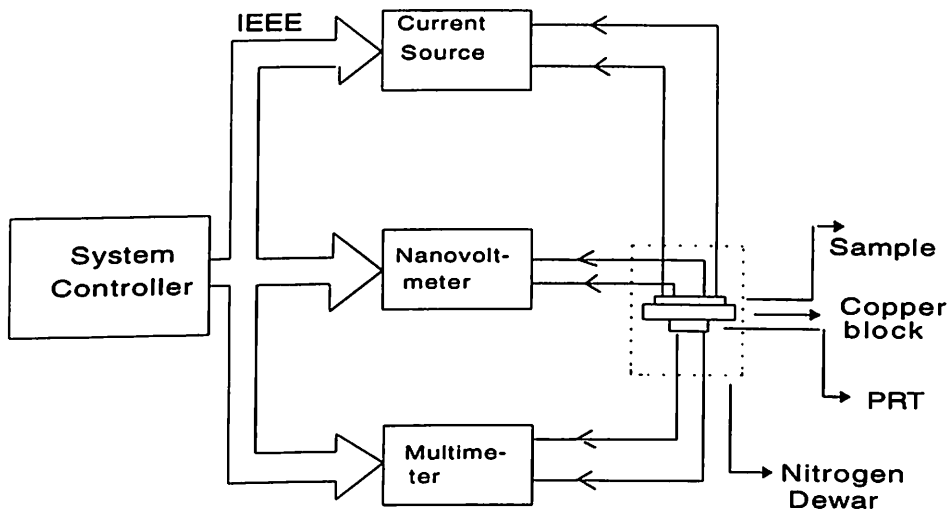 IEEE
Current
Source
System
Controller
Nanovolt-
meter
Sample
Copper
block
PRT
Multime-
ter
Nitrogen
Dewar